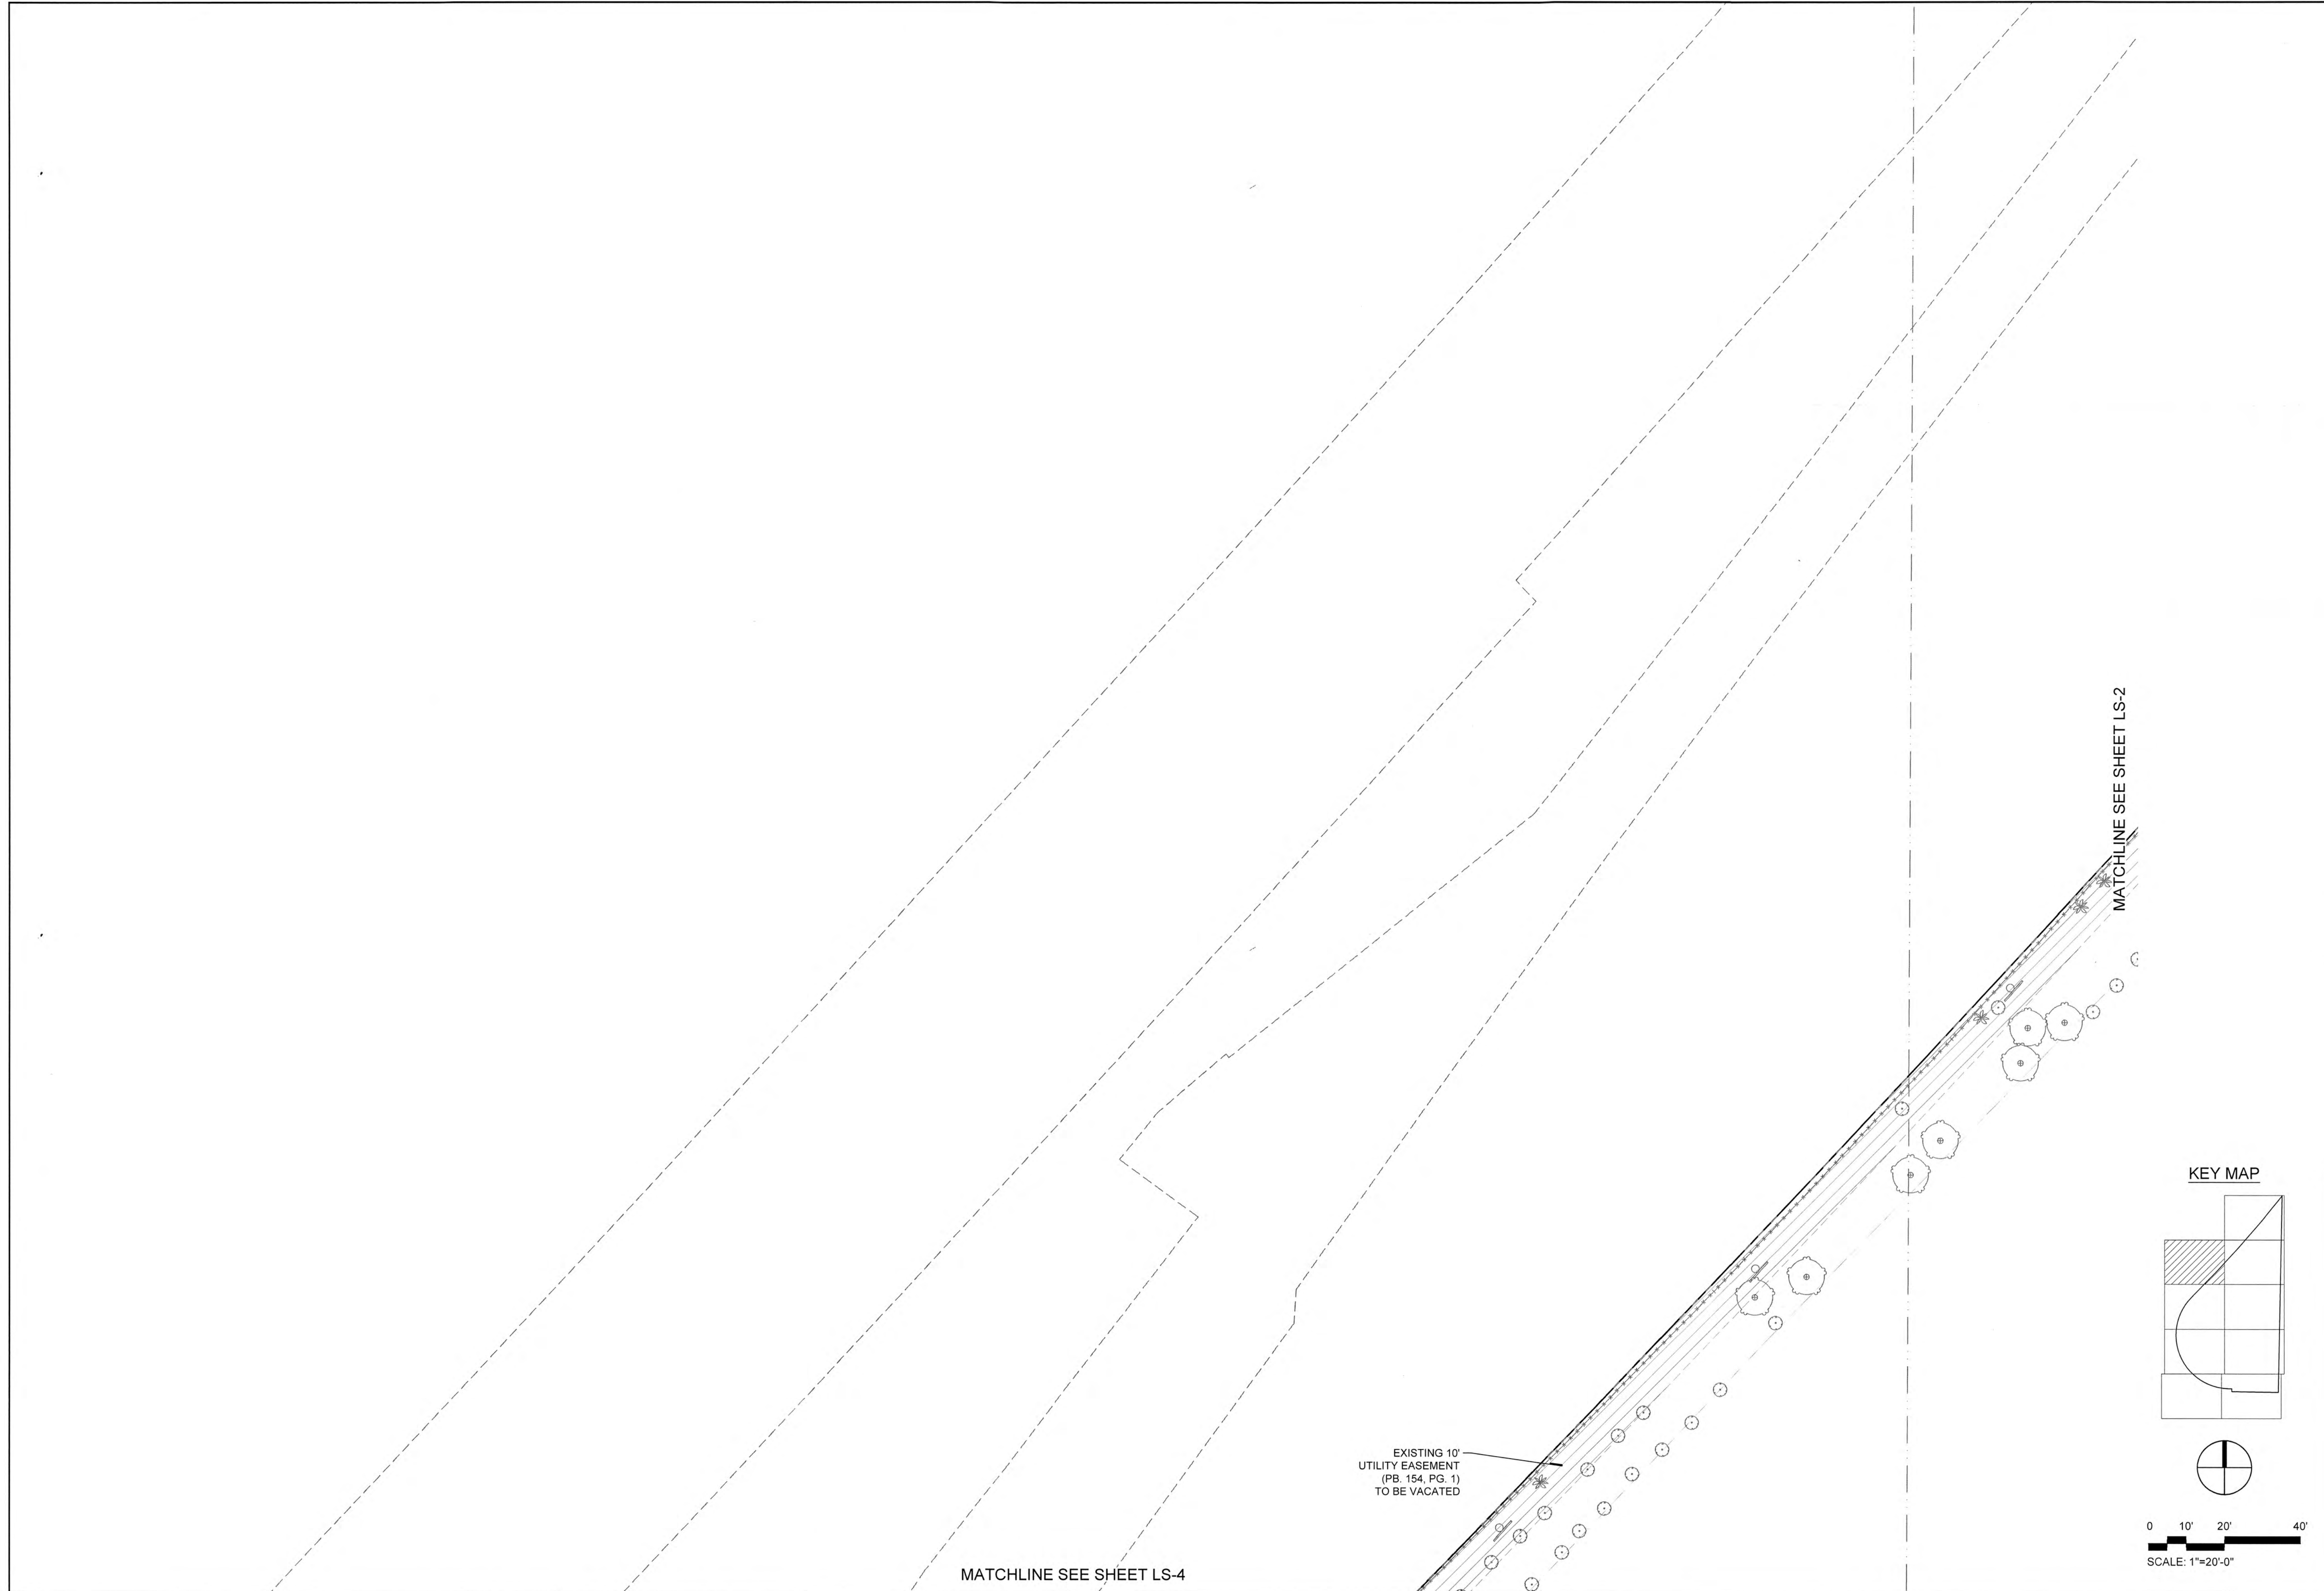 MATCHLINE SEE SHEET LS-2
KEY MAP
EXISTING 10'
UTILITY EASEMENT
(PB. 154, PG. 1)
TO BE VACATED
MATCHLINE SEE SHEET LS-4
0 10' 20' 40'
SCALE: 1"=20'-0"